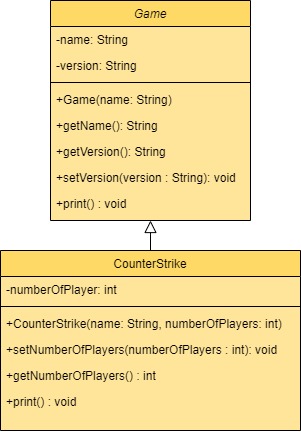 Game
-name: String
-version: String
+Game(name: String)
+getName(): String
+getVersion(): String
+setVersion(version : String): void
+print() : void
CounterStrike
-numberOfPlayer: int
+CounterStrike(name: String, numberOfPlayers: int)
+setNumberOfPlayers(numberOfPlayers : int): void
+getNumberOfPlayers() : int
+print() : void